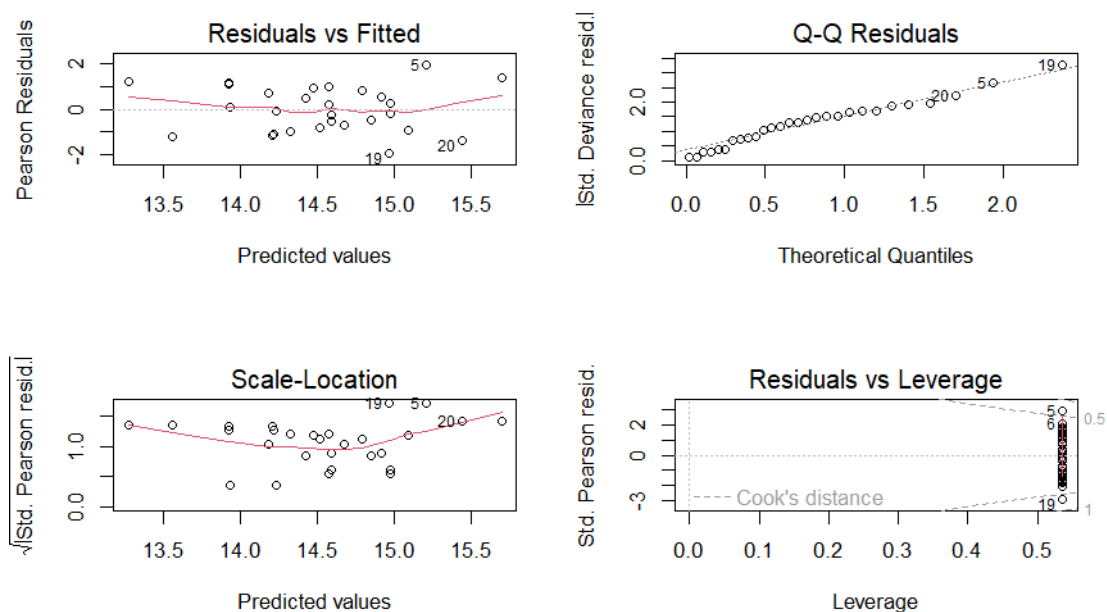 Residuals vs Fitted
Pearson Residuals
2
0
-2
5
19
20
13.5 14.0 14.5 15.0 15.5
Predicted values
Q-Q Residuals
|Std. Deviance resid.|
2.0
0.0
19
5
20
0.0 0.5 1.0 1.5 2.0
Theoretical Quantiles
Scale-Location
√|Std. Pearson resid.|
1.0
0.0
19
5
20
13.5 14.0 14.5 15.0 15.5
Predicted values
Residuals vs Leverage
Std. Pearson resid.
2
0
-3
5
6
19
0.5
1
Cook's distance
0.0 0.1 0.2 0.3 0.4 0.5
Leverage